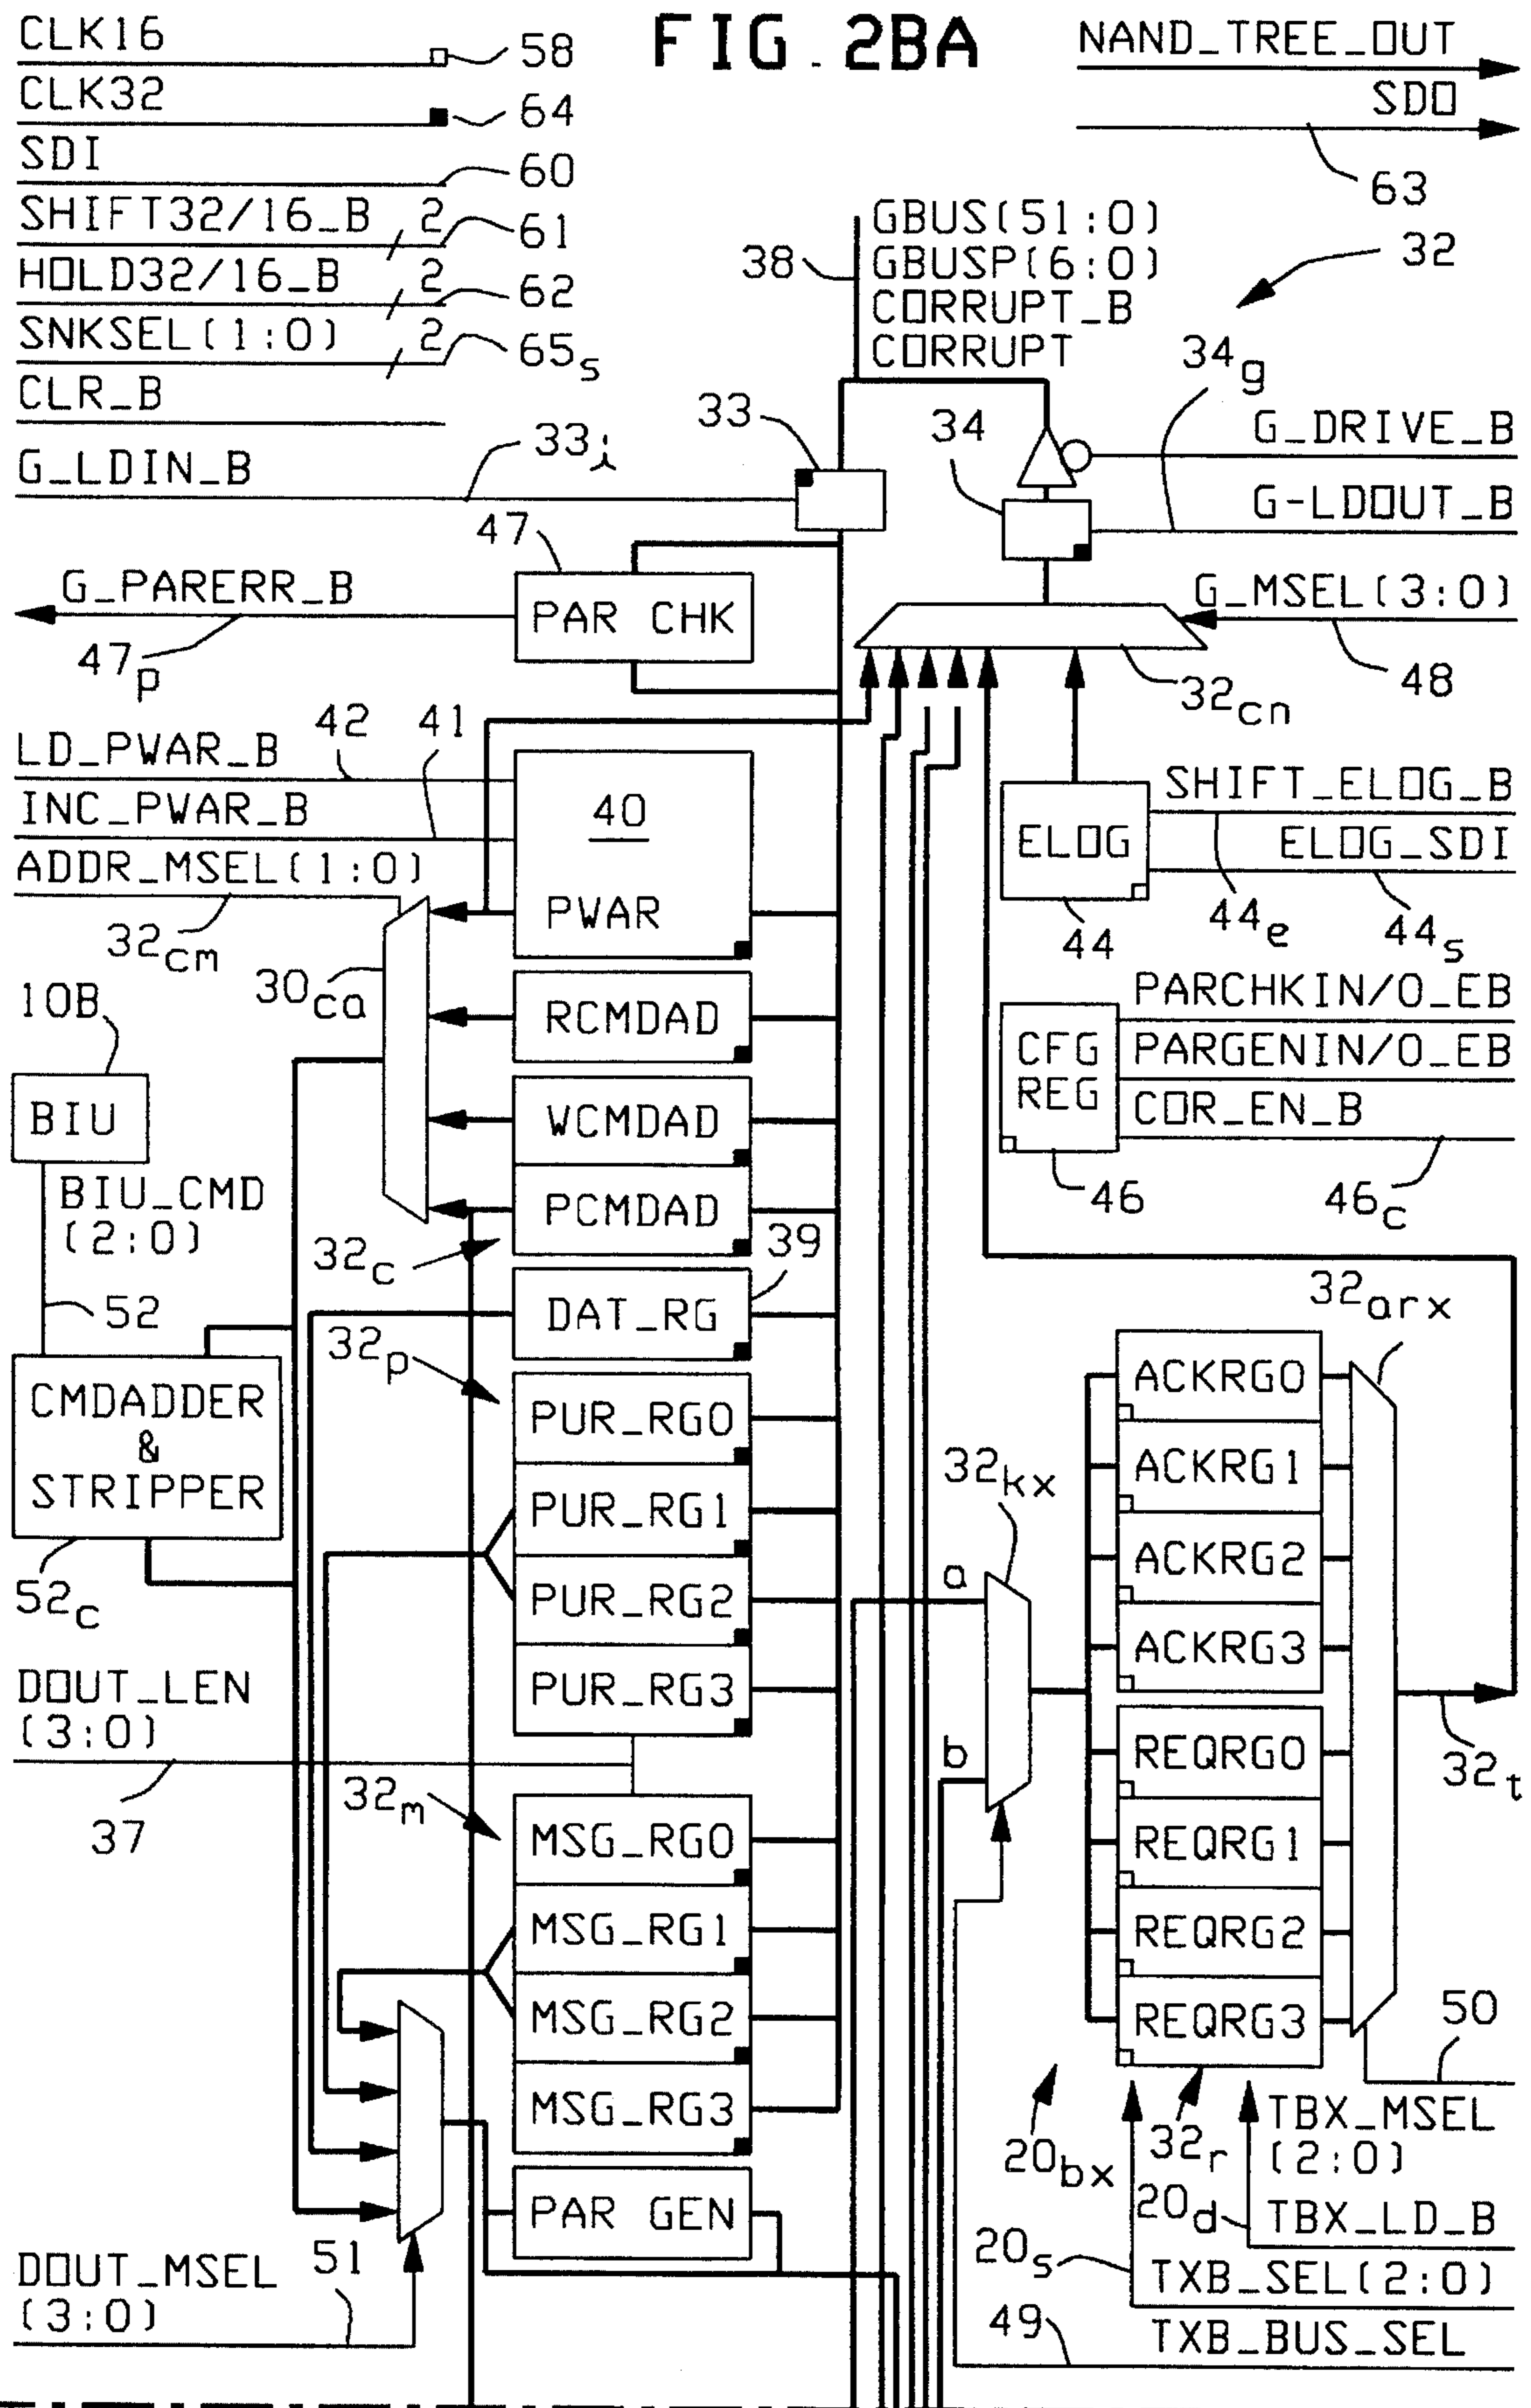 FIG. 2BA
CLK16
58
CLK32
64
SDI
60
SHIFT32/16_B 2
61
HOLD32/16_B 2
62
SNKSEL(1:0) 2
65s
CLR_B
G_LDIN_B
33i
NAND_TREE_OUT
SDO
63
GBUS(51:0)
38
GBUSP(6:0)
CORRUPT_B
CORRUPT
32
34g
33
34
G_DRIVE_B
G-LDOUT_B
47
G_PARERR_B
PAR CHK
47p
G_MSEL(3:0)
48
32cn
42
41
LD_PWAR_B
INC_PWAR_B
ADDR_MSEL(1:0)
32cm
40
PWAR
SHIFT_ELOG_B
ELOG
ELOG_SDI
44
44e
44s
30ca
10B
RCMDAD
BIU
WCMDAD
BIU_CMD
(2:0)
PCMDAD
32c
39
PARCHKIN/O_EB
CFG
REG
PARGENIN/O_EB
COR_EN_B
46
46c
52
DAT_RG
32p
CMDADDER
&
STRIPPER
52c
PUR_RG0
PUR_RG1
PUR_RG2
PUR_RG3
32arx
ACKRG0
ACKRG1
ACKRG2
ACKRG3
32kx
a
b
DOUT_LEN
(3:0)
37
32m
REQRG0
REQRG1
REQRG2
REQRG3
32t
MSG_RG0
MSG_RG1
MSG_RG2
MSG_RG3
50
20bx
32r
TBX_MSEL
(2:0)
20d
TBX_LD_B
PAR GEN
20s
TXB_SEL(2:0)
DOUT_MSEL
(3:0)
51
49
TXB_BUS_SEL